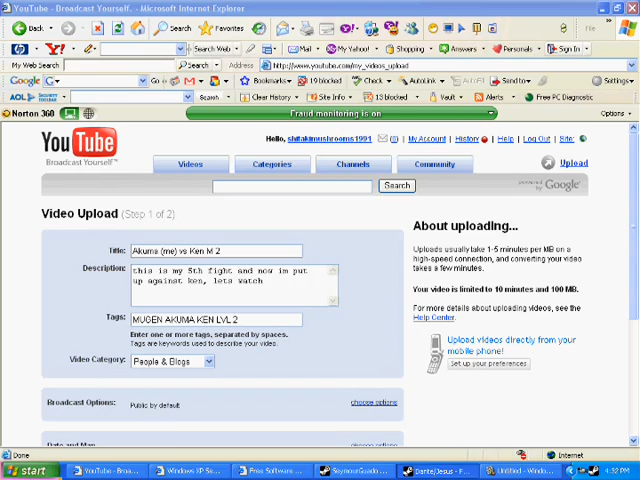 YouTube - Broadcast Yourself. - Microsoft Internet Explorer
Back Search Favorites
File
Search Web Mail My Yahoo! Shopping Answers Personals Sign In
My Web Search Search Address http://www.youtube.com/my_videos_upload
Google Go Bookmarks 19 blocked Check AutoLink AutoFill Send to Settings
AOL Search Clear History Site Info 13 blocked Vault Alerts Free PC Diagnostic
Norton 360 Fraud monitoring is on Options
YouTube
Broadcast Yourself™
Hello, shitakimushrooms1991 (0) | My Account | History | Help | Log Out | Site:
Videos Categories Channels Community Upload
Search powered by Google
Video Upload (Step 1 of 2)
Title: Akuma (me) vs Ken M 2
Description: this is my 5th fight and now im put
up against ken, lets watch
Tags: MUGEN AKUMA KEN LVL 2
Enter one or more tags, separated by spaces.
Tags are keywords used to describe your video.
Video Category: People & Blogs
Broadcast Options: Public by default choose options
Date and Map choose options
About uploading...
Uploads usually take 1-5 minutes per MB on a
high-speed connection, and converting your video
takes a few minutes.
Your video is limited to 10 minutes and 100 MB.
For more details about uploading videos, see the
Help Center.
Upload videos directly from your
mobile phone!
Set up your preferences
Done Internet
start YouTube - Broa... Windows XP Se... Free Software ... SeymourGuado ... Dante/Jesus - F... Untitled - Windo... 4:32 PM